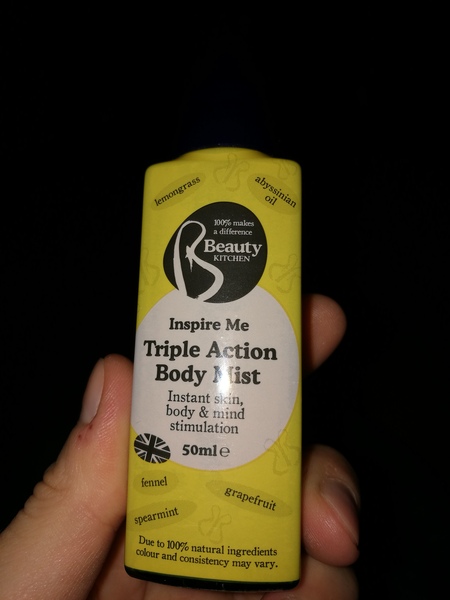 lemongrass
abyssinian
oil
100% makes
a difference
Beauty
KITCHEN
Inspire Me
Triple Action
Body Mist
Instant skin,
body & mind
stimulation
50ml e
fennel
grapefruit
spearmint
Due to 100% natural ingredients
colour and consistency may vary.